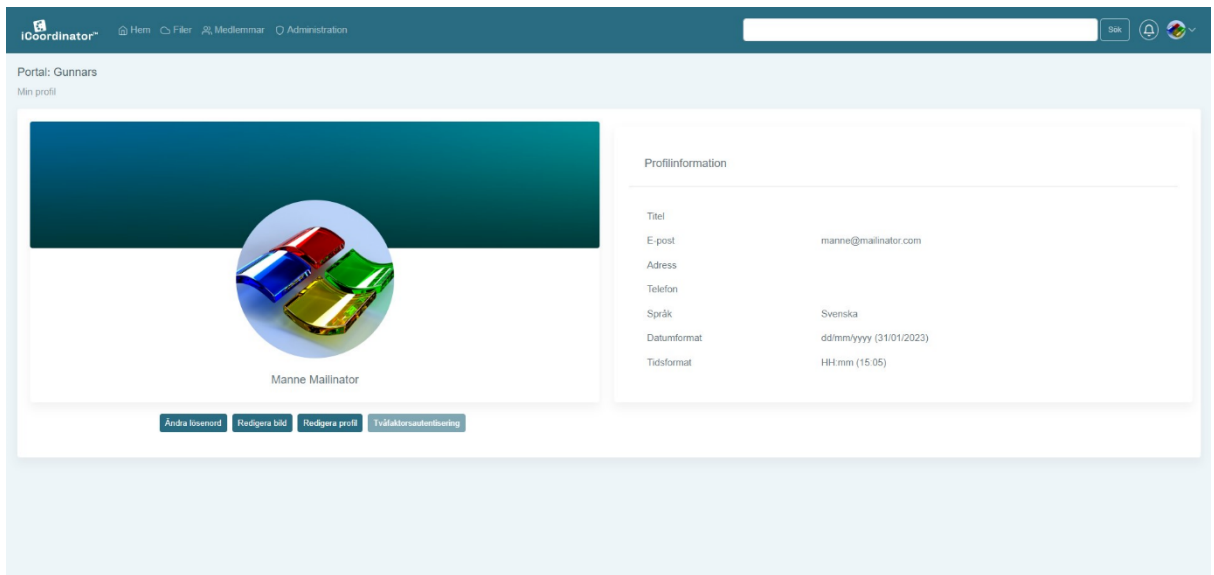 iCoordinator™ Hem Filer Medlemmar Administration Sök
Portal: Gunnars
Min profil
Manne Mailinator
Ändra lösenord Redigera bild Redigera profil Tvåfaktorsautentisering
Profilinformation
Titel
E-post manne@mailinator.com
Adress
Telefon
Språk Svenska
Datumformat dd/mm/yyyy (31/01/2023)
Tidsformat HH:mm (15:05)